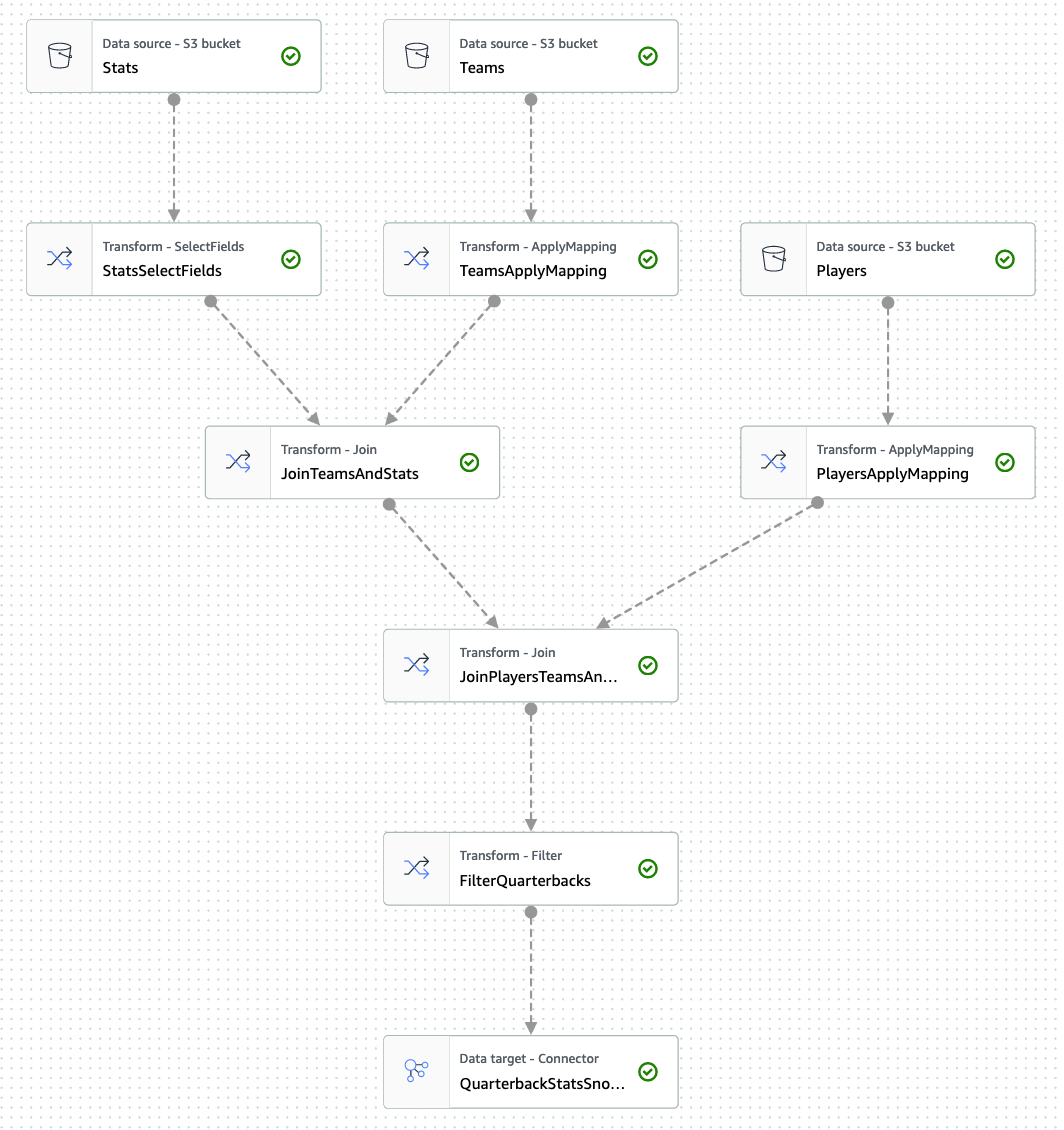 Data source - S3 bucket
Stats
Data source - S3 bucket
Teams
Transform - SelectFields
StatsSelectFields
Transform - ApplyMapping
TeamsApplyMapping
Data source - S3 bucket
Players
Transform - Join
JoinTeamsAndStats
Transform - ApplyMapping
PlayersApplyMapping
Transform - Join
JoinPlayersTeamsAn...
Transform - Filter
FilterQuarterbacks
Data target - Connector
QuarterbackStatsSno...